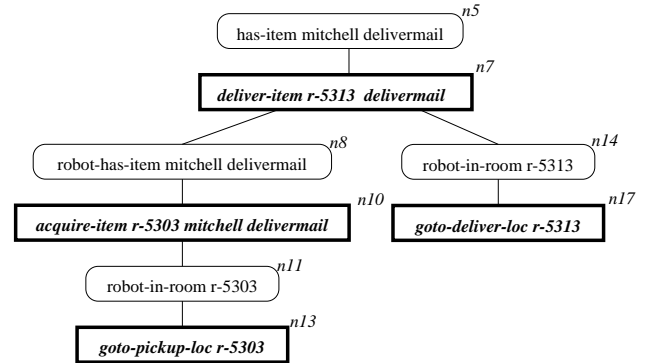 n5
has-item mitchell delivermail
n7
deliver-item r-5313 delivermail
n8
robot-has-item mitchell delivermail
n14
robot-in-room r-5313
n10
acquire-item r-5303 mitchell delivermail
n17
goto-deliver-loc r-5313
n11
robot-in-room r-5303
n13
goto-pickup-loc r-5303